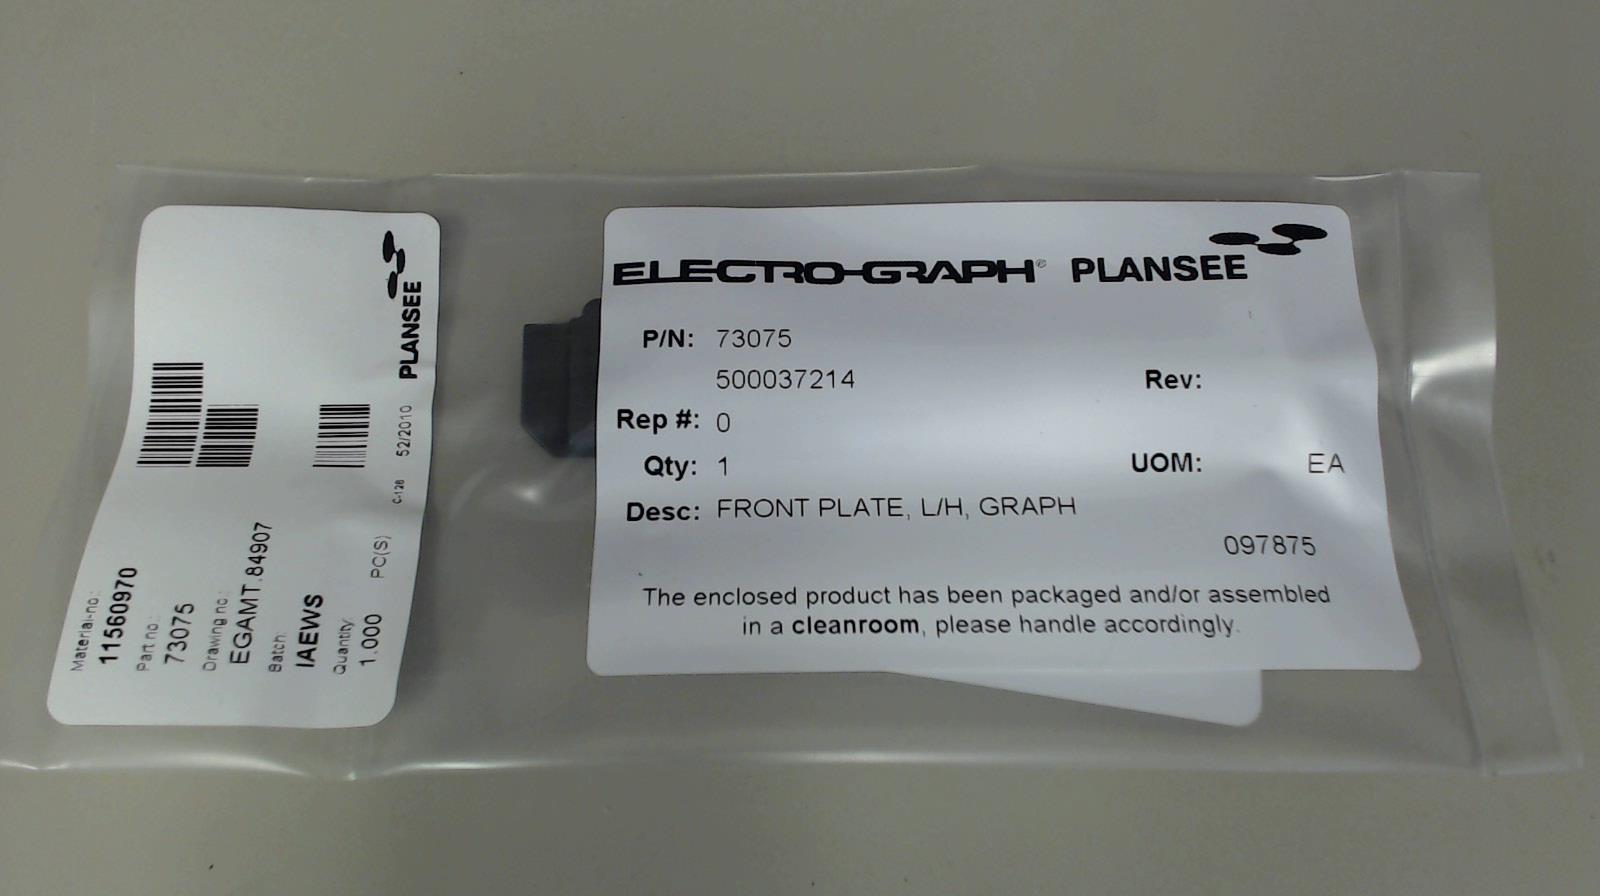 Material-no.:
11560970
Part no.:
73075
Drawing no.:
EGAMT.84907
Batch:
IAEWS
Quantity
1.000 PC(S)
C-126 52/2010
PLANSEE
ELECTRO-GRAPH® PLANSEE
P/N: 73075
500037214 Rev:
Rep #: 0
Qty: 1 UOM: EA
Desc: FRONT PLATE, L/H, GRAPH
097875
The enclosed product has been packaged and/or assembled
in a cleanroom, please handle accordingly.